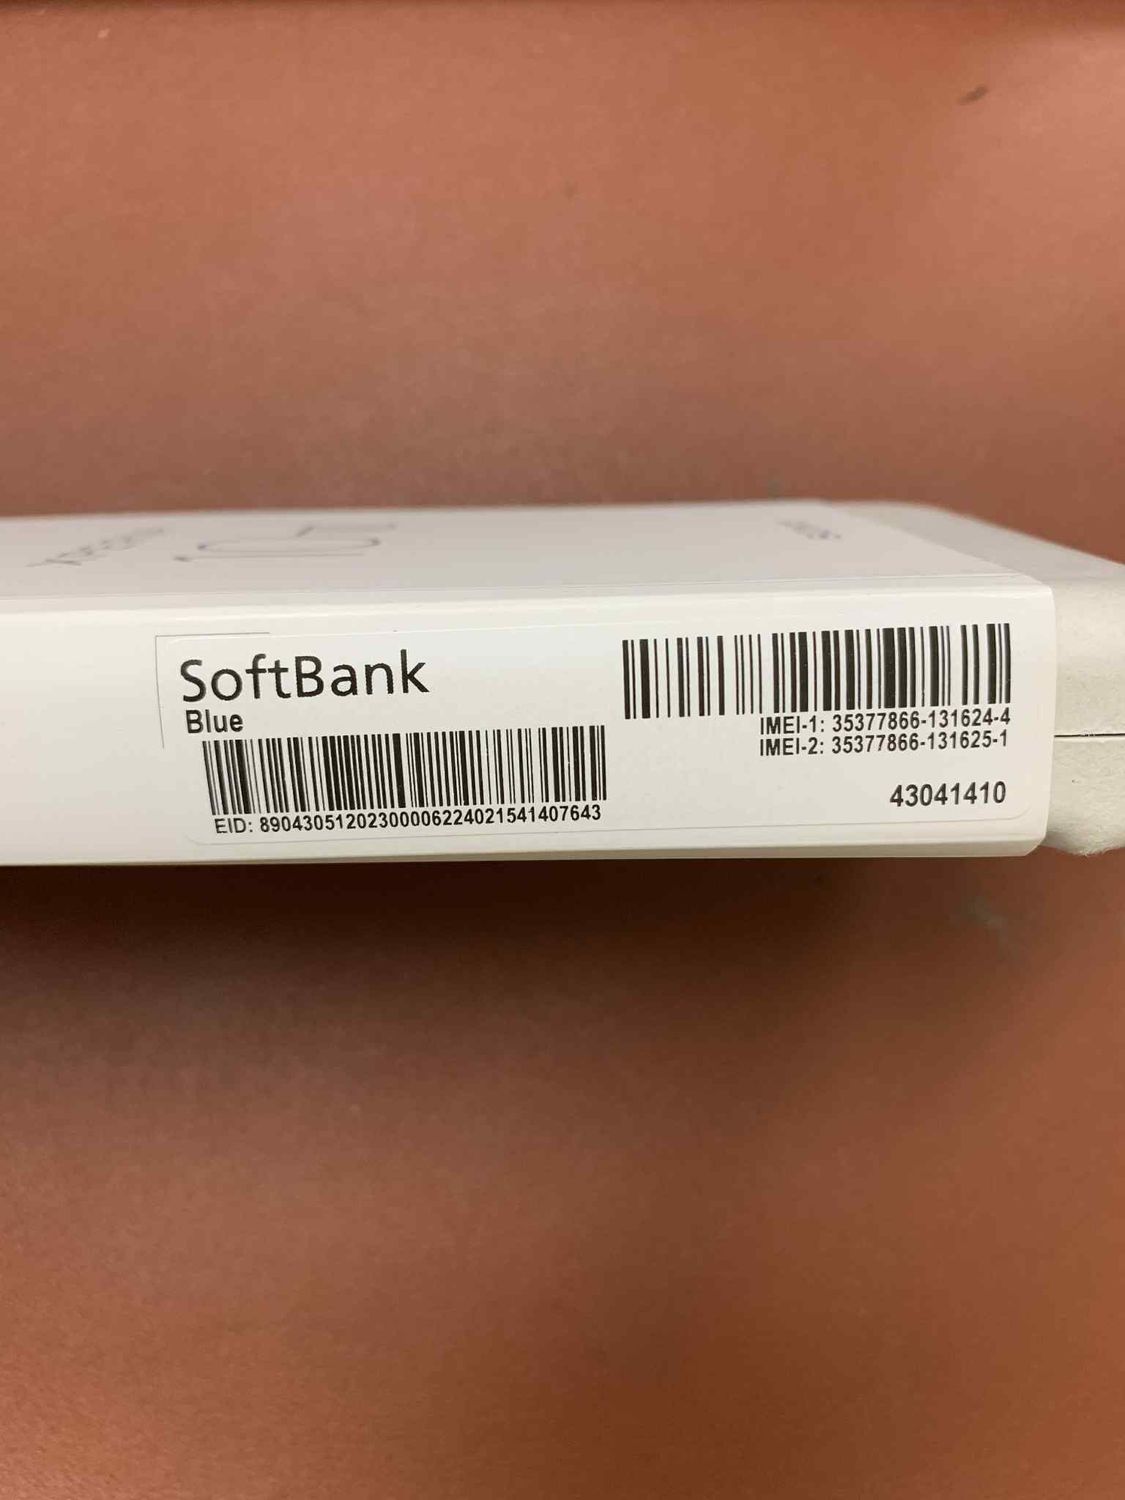 SoftBank
Blue
EID: 89043051202300006224021541407643
IMEI-1: 35377866-131624-4
IMEI-2: 35377866-131625-1
43041410